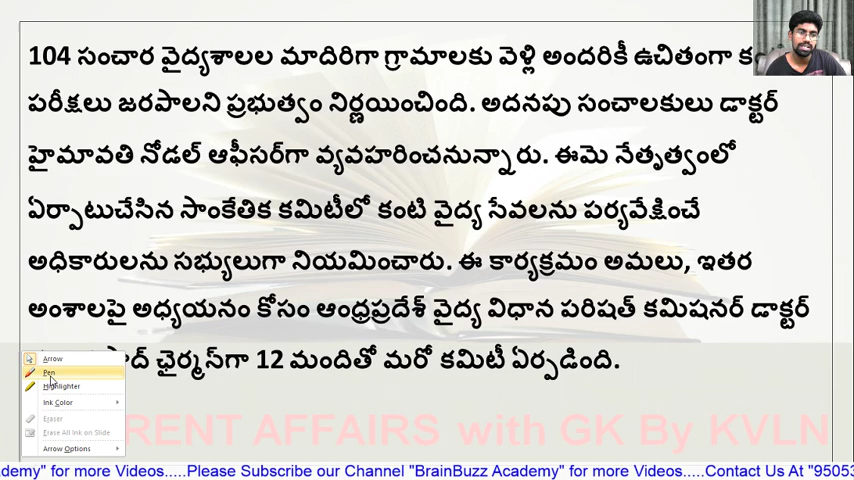 104 సంచార వైద్యశాలల మాదిరిగా గ్రామాలకు వెళ్లి అందరికీ ఉచితంగా
పరీక్షలు జరపాలని ప్రభుత్వం నిర్ణయించింది. అదనపు సంచాలకులు డాక్టర్
హైమావతి నోడల్ ఆఫీసర్‌గా వ్యవహరించనున్నారు. ఈమె నేతృత్వంలో
ఏర్పాటుచేసిన సాంకేతిక కమిటీలో కంటి వైద్య సేవలను పర్యవేక్షించే
అధికారులను సభ్యులుగా నియమించారు. ఈ కార్యక్రమం అమలు, ఇతర
అంశాలపై అధ్యయనం కోసం ఆంధ్రప్రదేశ్ వైద్య విధాన పరిషత్ కమిషనర్ డాక్టర్
ఛైర్మన్‌గా 12 మందితో మరో కమిటీ ఏర్పడింది.
Arrow
Pen
Highlighter
Ink Color
Eraser
Erase All Ink on Slide
Arrow Options
AFFAIRS with GK By KVLN
for more Videos.....Please Subscribe our Channel "BrainBuzz Academy" for more Videos.....Contact Us At "95053